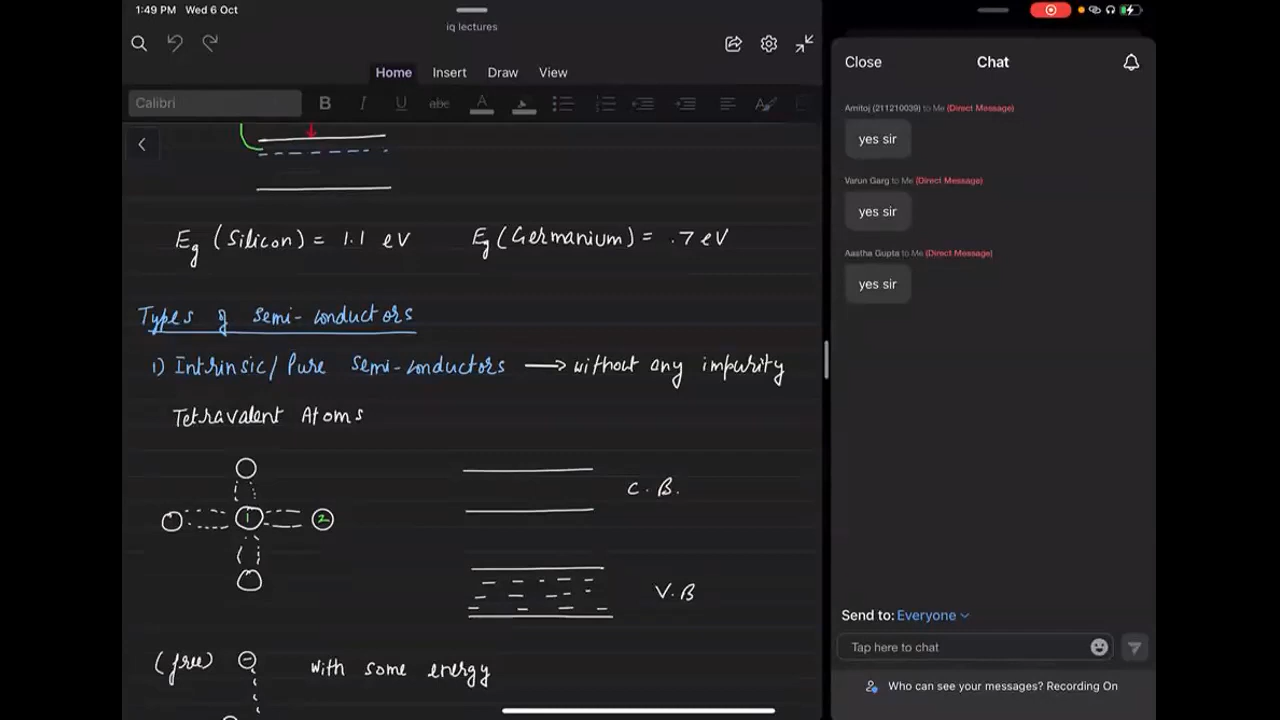 1:49 PM Wed 6 Oct
iq lectures
Home Insert Draw View
Calibri B I U abc A
Eg (Silicon) = 1.1 eV Eg (Germanium) = .7 eV
Types of Semi-conductors
1) Intrinsic/Pure Semi-conductors → without any impurity
Tetravalent Atoms
C.B.
1 2
V.B
(free) With some energy
Close Chat
Amitoj (211210039) to Me (Direct Message)
yes sir
Varun Garg to Me (Direct Message)
yes sir
Aastha Gupta to Me (Direct Message)
yes sir
Send to: Everyone
Tap here to chat
Who can see your messages? Recording On